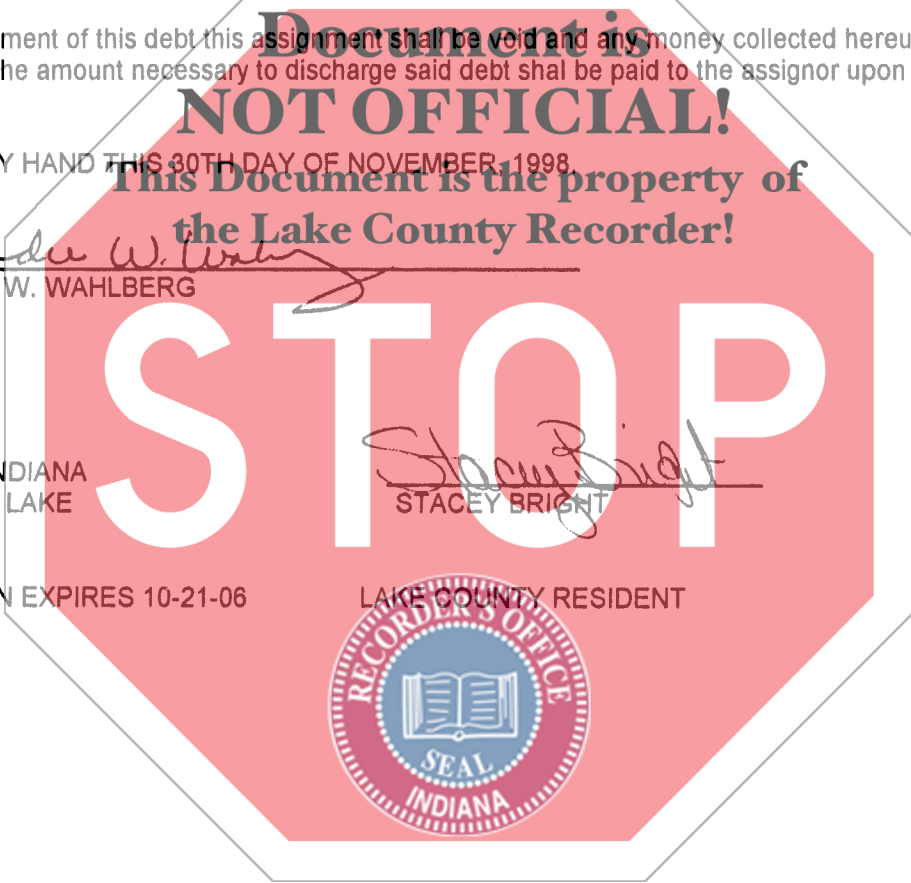 Document is
ment of this debt this assignment shall be void and any money collected hereu
he amount necessary to discharge said debt shal be paid to the assignor upon
NOT OFFICIAL!
Y HAND THIS 30TH DAY OF NOVEMBER, 1998.
This Document is the property of
the Lake County Recorder!
W. WAHLBERG
STOP
Stacey Bright
NDIANA
LAKE
STACEY BRIGHT
N EXPIRES 10-21-06
LAKE COUNTY RESIDENT
RECORDER'S OFFICE
SEAL
INDIANA